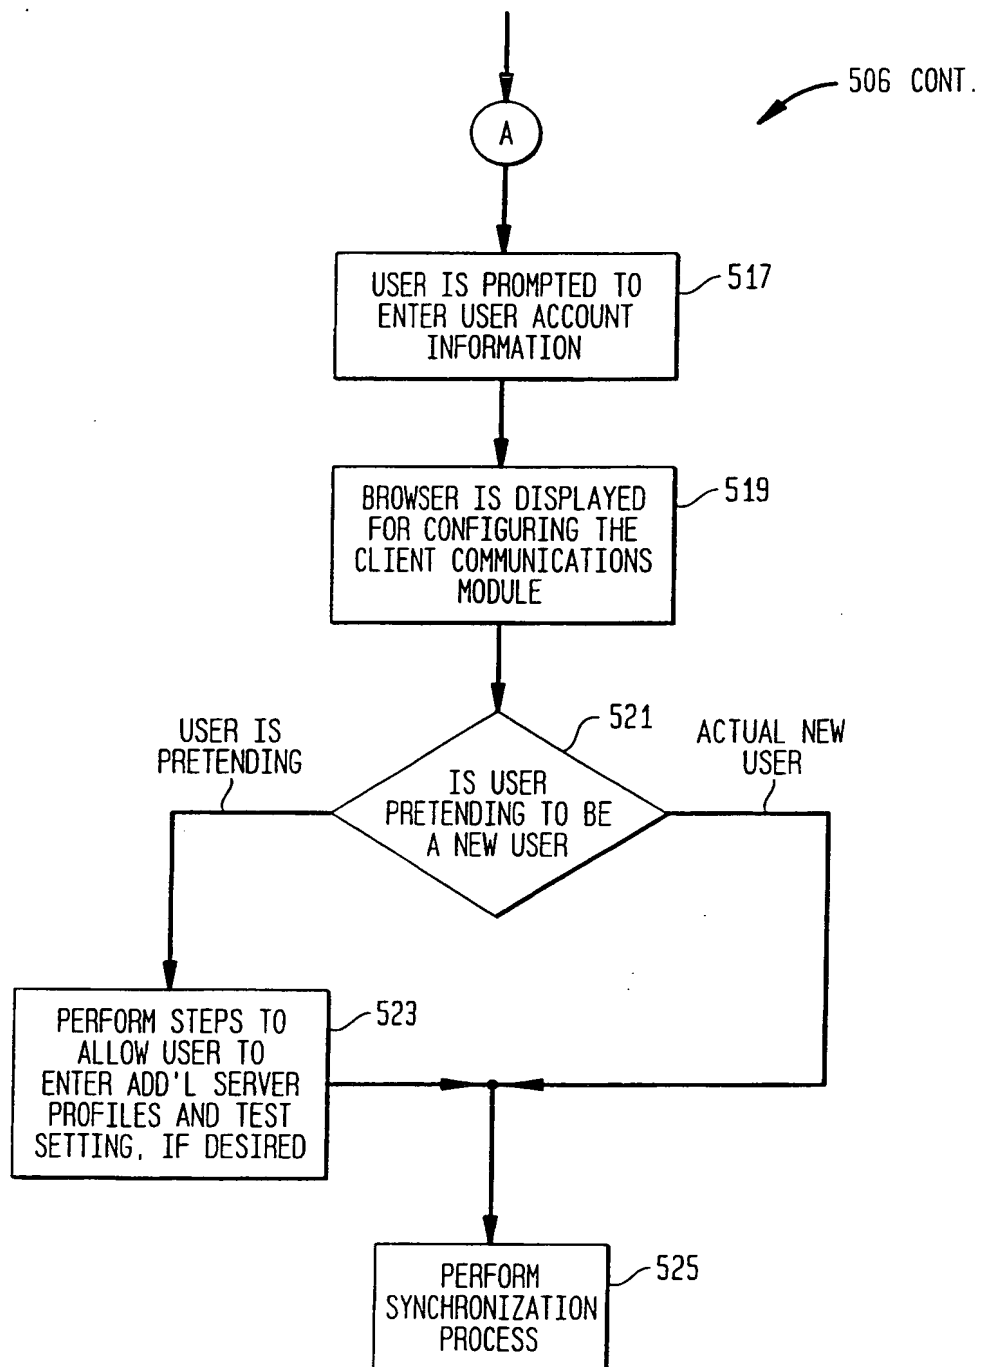 506 CONT.
A
USER IS PROMPTED TO
ENTER USER ACCOUNT
INFORMATION
517
BROWSER IS DISPLAYED
FOR CONFIGURING THE
CLIENT COMMUNICATIONS
MODULE
519
521
USER IS
PRETENDING
IS USER
PRETENDING TO BE
A NEW USER
ACTUAL NEW
USER
PERFORM STEPS TO
ALLOW USER TO
ENTER ADD'L SERVER
PROFILES AND TEST
SETTING, IF DESIRED
523
PERFORM
SYNCHRONIZATION
PROCESS
525